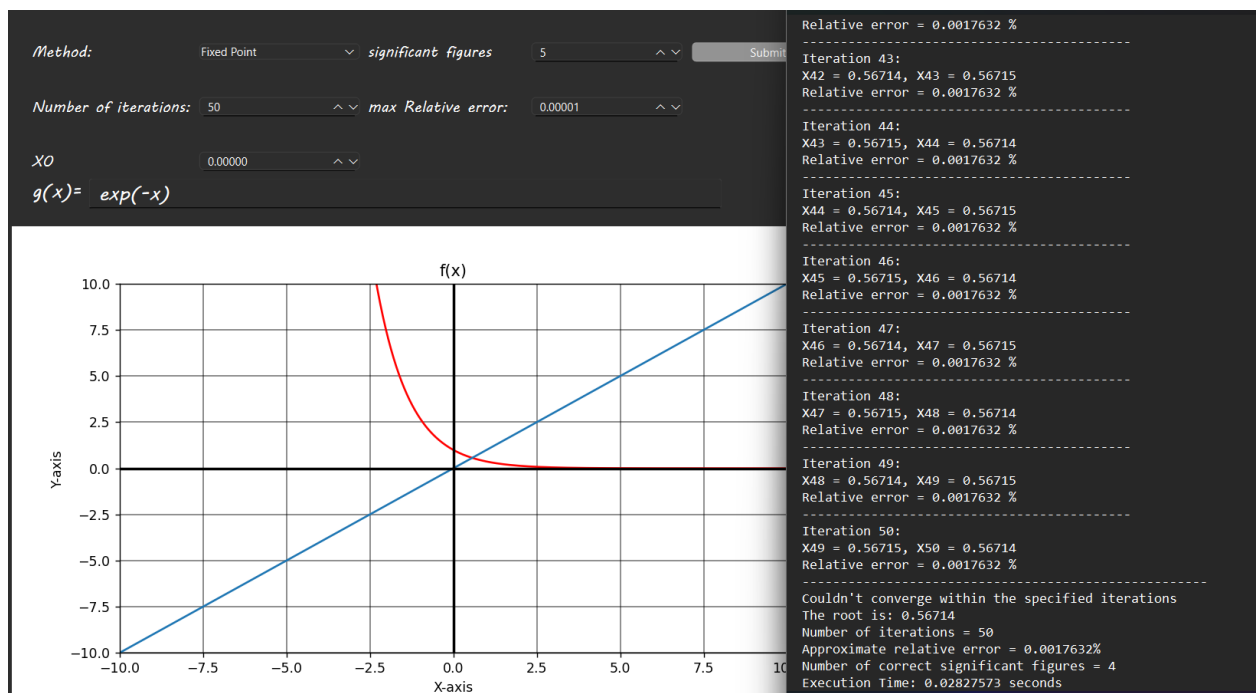 Method: Fixed Point significant figures 5 Submit
Number of iterations: 50 max Relative error: 0.00001
X0 0.00000
g(x)= exp(-x)
f(x)
10.0
7.5
5.0
2.5
0.0
−2.5
−5.0
−7.5
−10.0
Y-axis
−10.0 −7.5 −5.0 −2.5 0.0 2.5 5.0 7.5 10
X-axis
Relative error = 0.0017632 %
--------------------------------------------
Iteration 43:
X42 = 0.56714, X43 = 0.56715
Relative error = 0.0017632 %
--------------------------------------------
Iteration 44:
X43 = 0.56715, X44 = 0.56714
Relative error = 0.0017632 %
--------------------------------------------
Iteration 45:
X44 = 0.56714, X45 = 0.56715
Relative error = 0.0017632 %
--------------------------------------------
Iteration 46:
X45 = 0.56715, X46 = 0.56714
Relative error = 0.0017632 %
--------------------------------------------
Iteration 47:
X46 = 0.56714, X47 = 0.56715
Relative error = 0.0017632 %
--------------------------------------------
Iteration 48:
X47 = 0.56715, X48 = 0.56714
Relative error = 0.0017632 %
--------------------------------------------
Iteration 49:
X48 = 0.56714, X49 = 0.56715
Relative error = 0.0017632 %
--------------------------------------------
Iteration 50:
X49 = 0.56715, X50 = 0.56714
Relative error = 0.0017632 %
------------------------------------------------------
Couldn't converge within the specified iterations
The root is: 0.56714
Number of iterations = 50
Approximate relative error = 0.0017632%
Number of correct significant figures = 4
Execution Time: 0.02827573 seconds